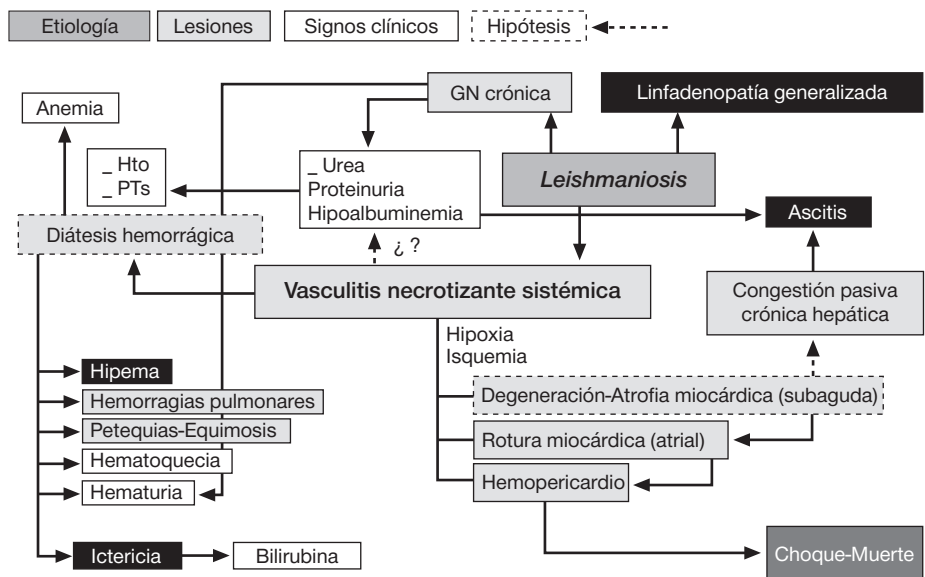 Etiología
Lesiones
Signos clínicos
Hipótesis
GN crónica
Linfadenopatía generalizada
Anemia
_ Hto
_ PTs
_ Urea
Proteinuria
Hipoalbuminemia
Leishmaniosis
Ascitis
Diátesis hemorrágica
¿ ?
Vasculitis necrotizante sistémica
Congestión pasiva
crónica hepática
Hipoxia
Isquemia
Hipema
Hemorragias pulmonares
Petequias-Equimosis
Hematoquecia
Hematuria
Degeneración-Atrofia miocárdica (subaguda)
Rotura miocárdica (atrial)
Hemopericardio
Ictericia
Bilirubina
Choque-Muerte